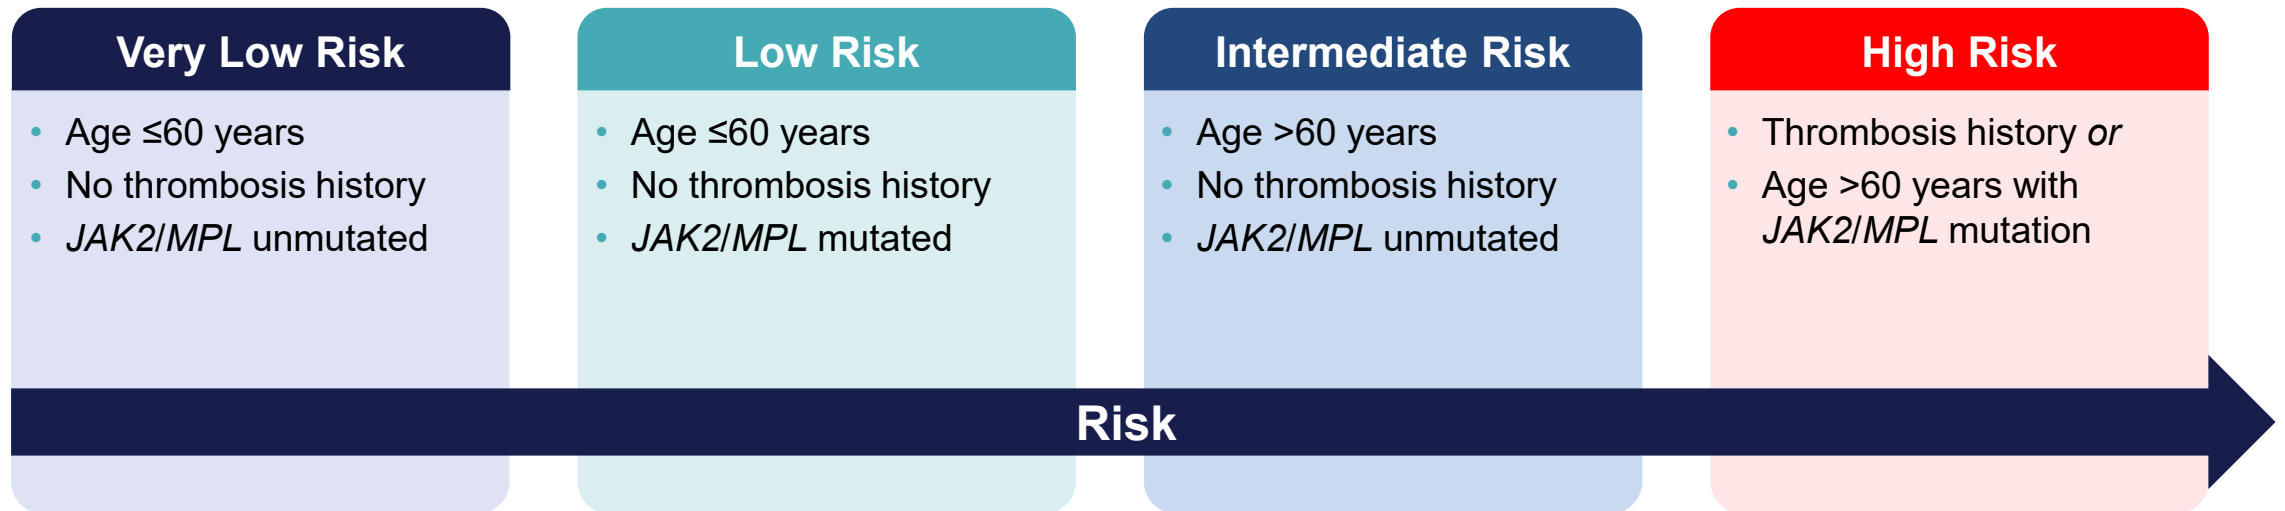 Very Low Risk
• Age ≤60 years
• No thrombosis history
• JAK2/MPL unmutated
Low Risk
• Age ≤60 years
• No thrombosis history
• JAK2/MPL mutated
Intermediate Risk
• Age >60 years
• No thrombosis history
• JAK2/MPL unmutated
High Risk
• Thrombosis history or
• Age >60 years with
JAK2/MPL mutation
Risk